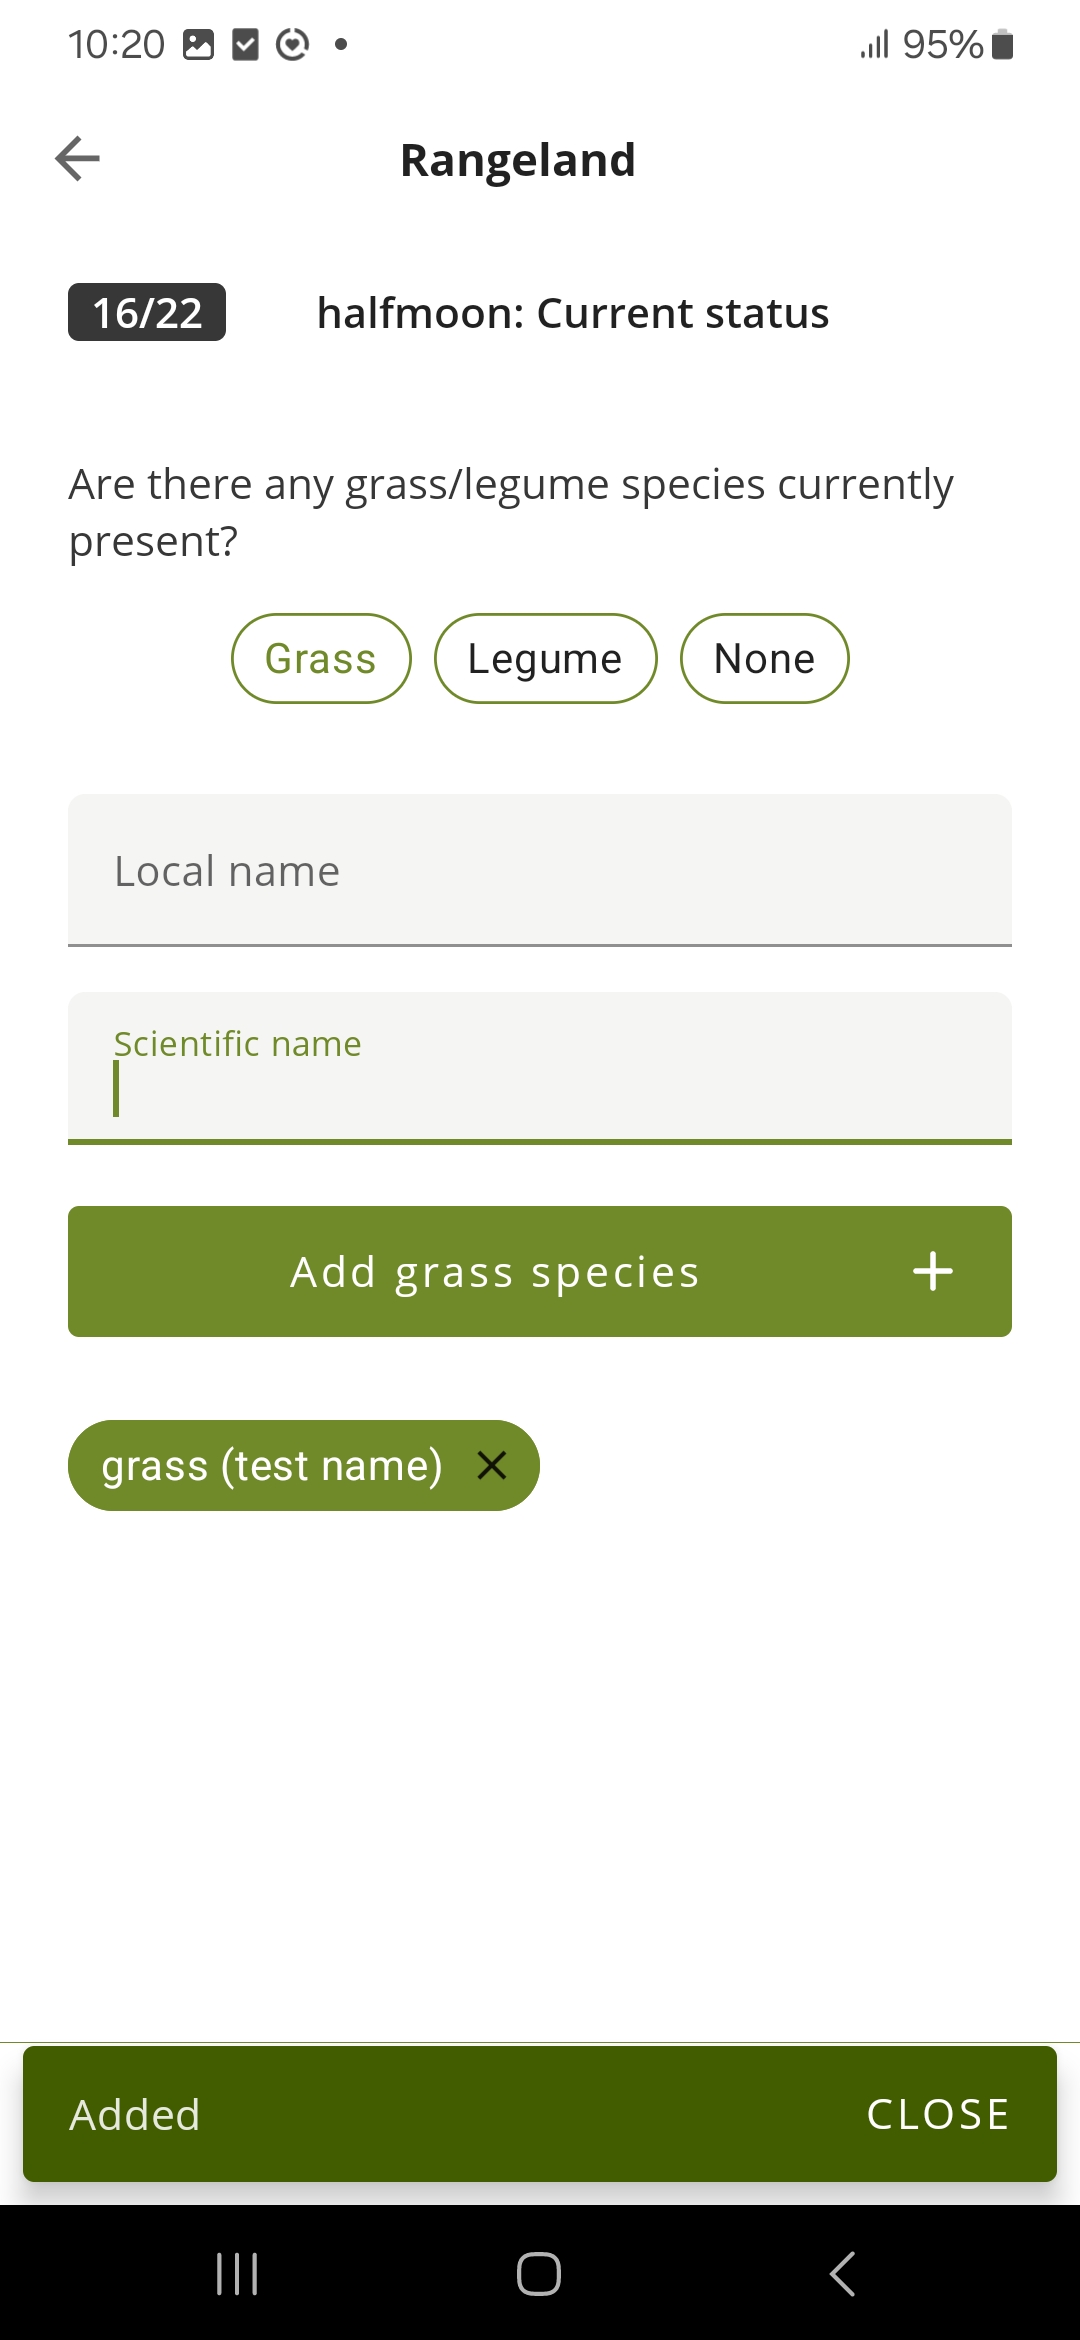 10:20
95%
Rangeland
16/22
halfmoon: Current status
Are there any grass/legume species currently
present?
Grass
Legume
None
Local name
Scientific name
Add grass species
grass (test name)
Added
CLOSE